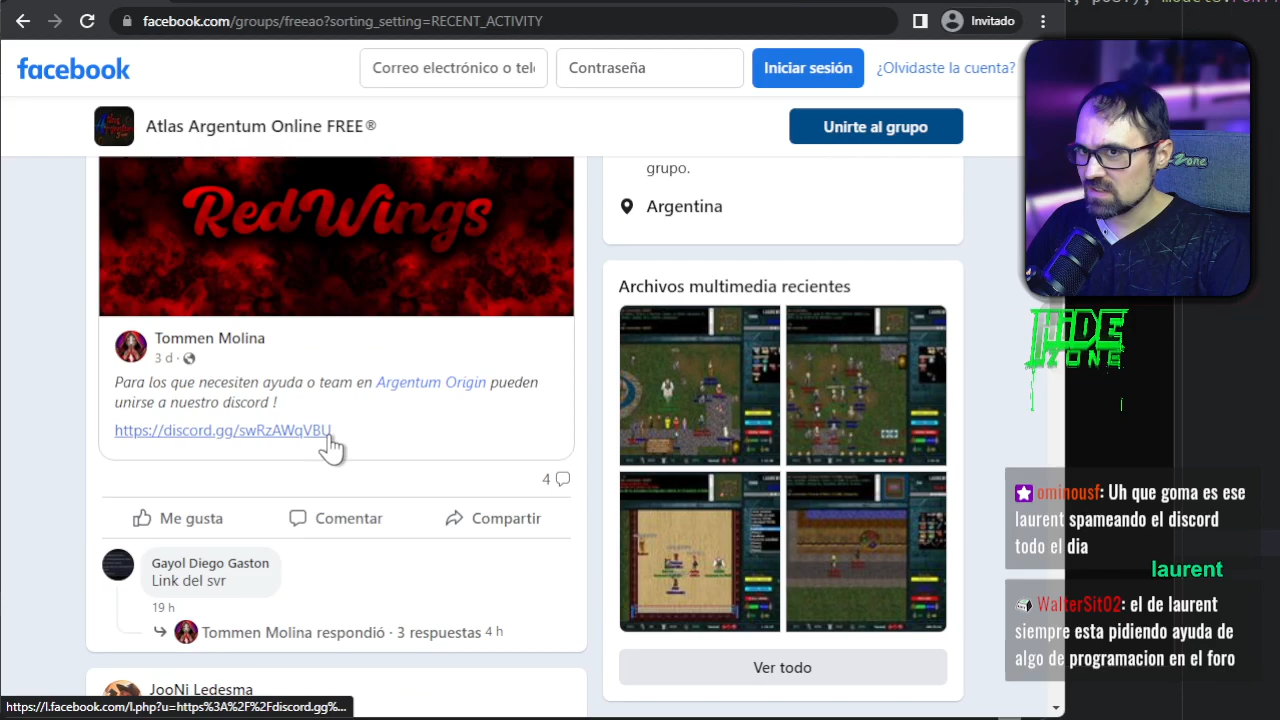 facebook.com/groups/freeao?sorting_setting=RECENT_ACTIVITY
Invitado
facebook
Correo electrónico o telé
Contraseña
Iniciar sesión
¿Olvidaste la cuenta?
Atlas Argentum Online FREE®
Unirte al grupo
RedWings
grupo.
Argentina
Tommen Molina
3 d ·
Para los que necesiten ayuda o team en Argentum Origin pueden
unirse a nuestro discord !
https://discord.gg/swRzAWqVBU
4
Me gusta
Comentar
Compartir
Gayol Diego Gaston
Link del svr
19 h
Tommen Molina respondió · 3 respuestas 4 h
JooNi Ledesma
https://l.facebook.com/l.php?u=https%3A%2F%2Fdiscord.gg%...
Archivos multimedia recientes
Ver todo
HIDE
ZONE
ominousf: Uh que goma es ese
laurent spameando el discord
todo el dia
laurent
WalterSit02: el de laurent
siempre esta pidiendo ayuda de
algo de programacion en el foro